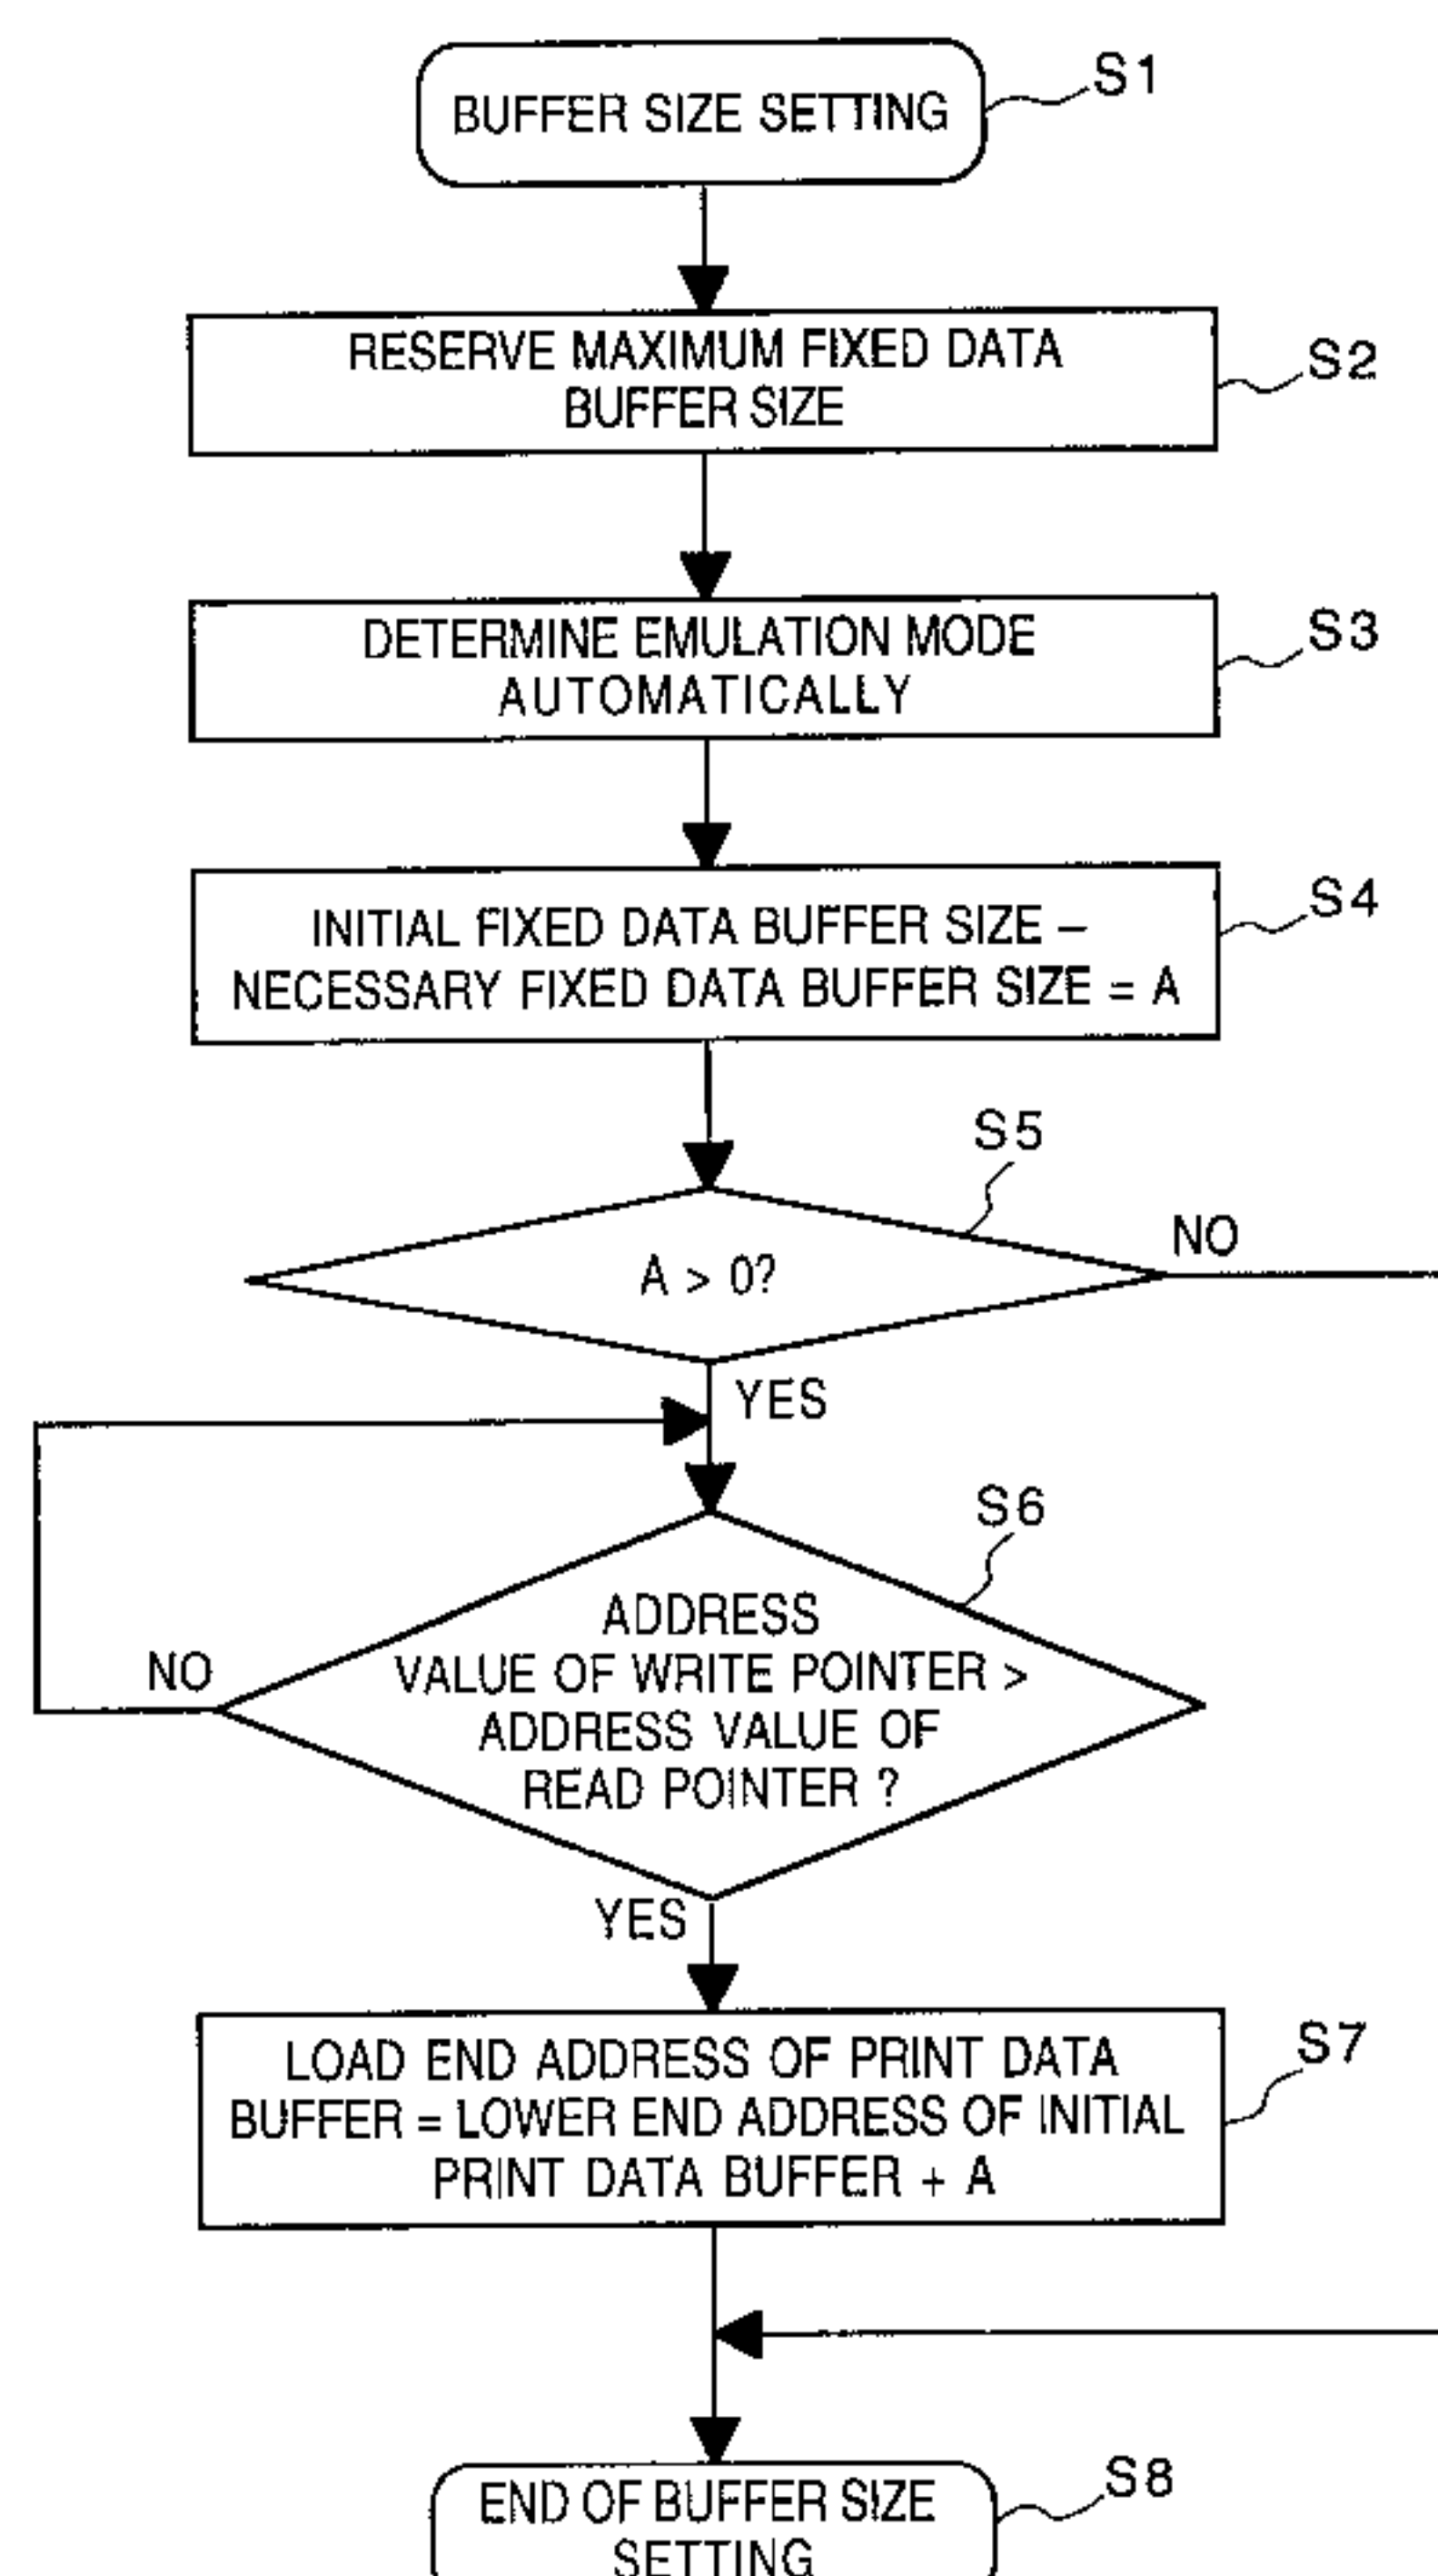 BUFFER SIZE SETTING
S1
RESERVE MAXIMUM FIXED DATA
BUFFER SIZE
S2
DETERMINE EMULATION MODE
AUTOMATICALLY
S3
INITIAL FIXED DATA BUFFER SIZE –
NECESSARY FIXED DATA BUFFER SIZE = A
S4
S5
A > 0?
NO
YES
S6
ADDRESS
VALUE OF WRITE POINTER >
ADDRESS VALUE OF
READ POINTER ?
NO
YES
LOAD END ADDRESS OF PRINT DATA
BUFFER = LOWER END ADDRESS OF INITIAL
PRINT DATA BUFFER + A
S7
END OF BUFFER SIZE
SETTING
S8